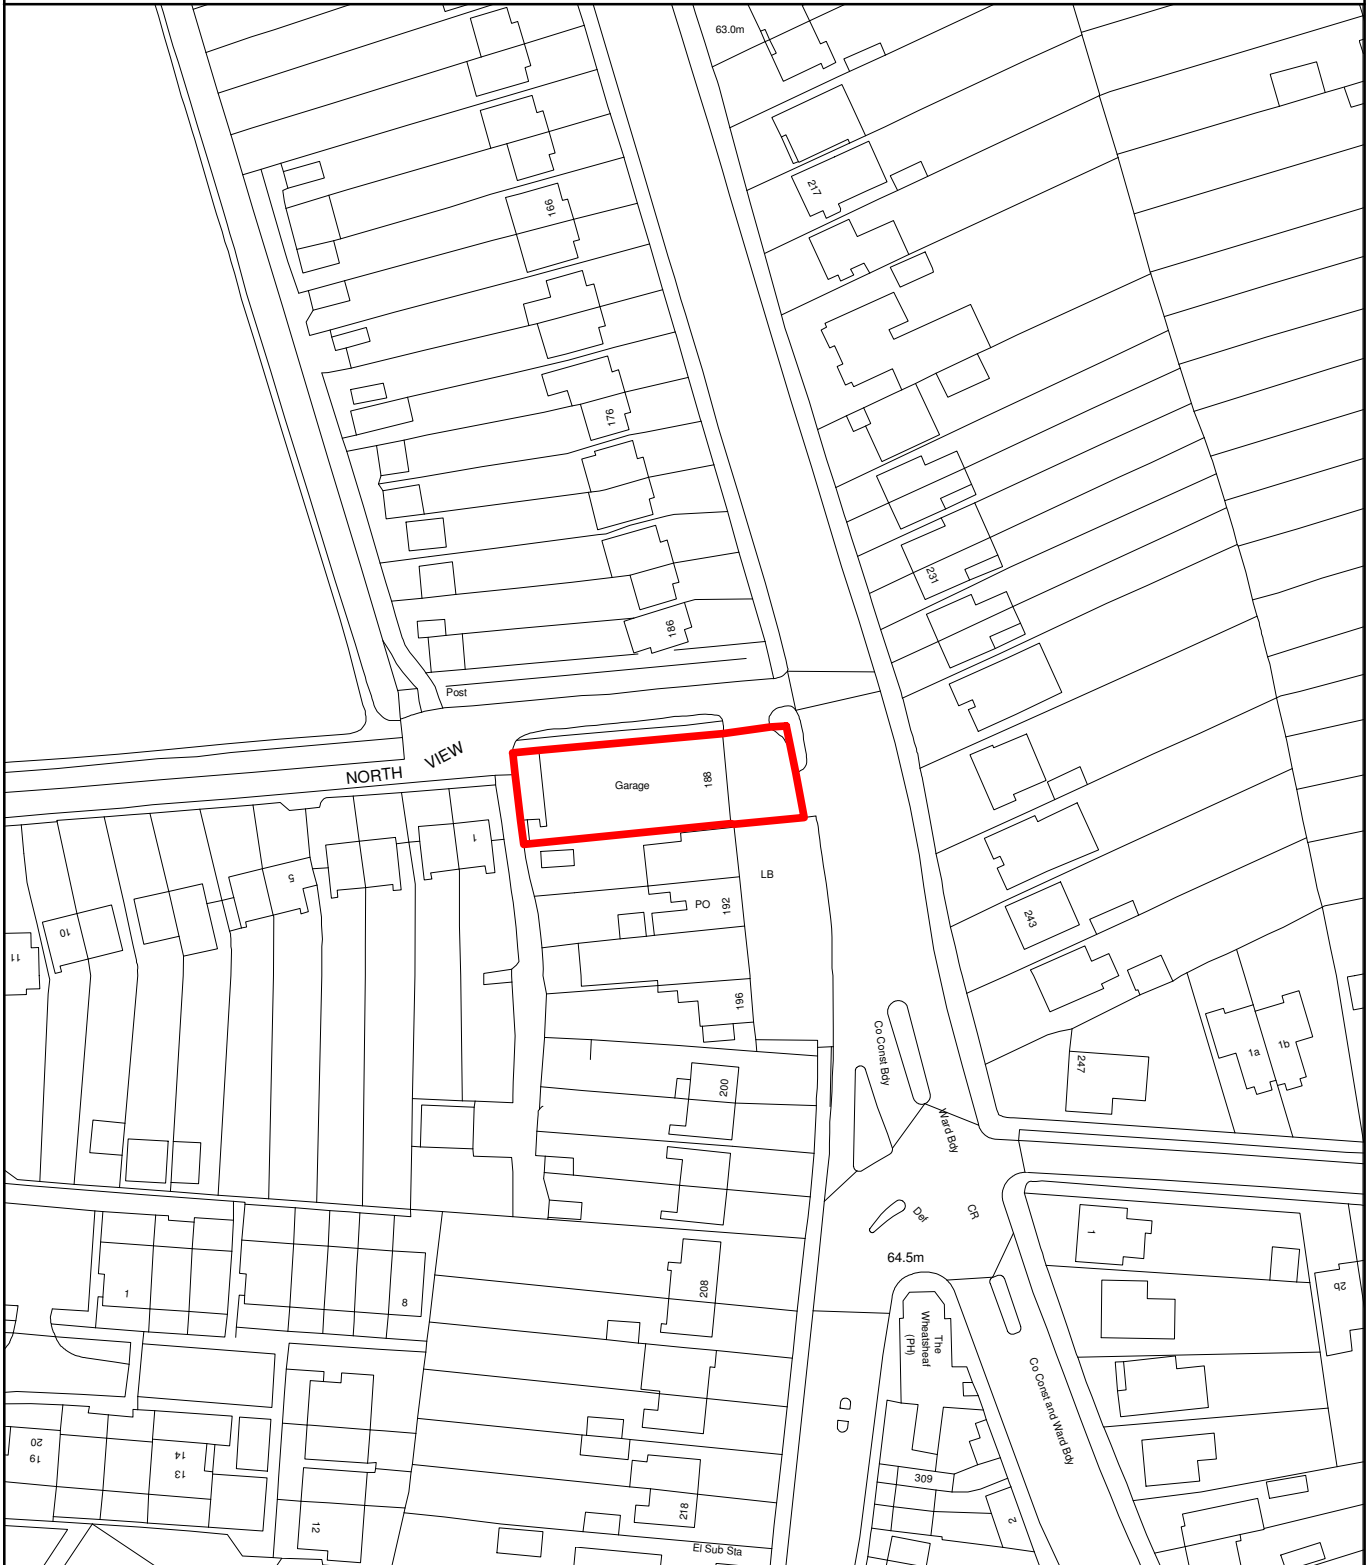 63.0m
217
166
176
231
186
Post
NORTH VIEW
Garage
188
1
5
10
11
LB
PO
192
243
196
Co Const Bdy
1a
1b
247
200
Ward Bdy
Def
CR
64.5m
1
2b
208
1
8
The
Wheatsheaf
(PH)
Co Const and Ward Bdy
20
19
14
13
309
218
12
2
El Sub Sta